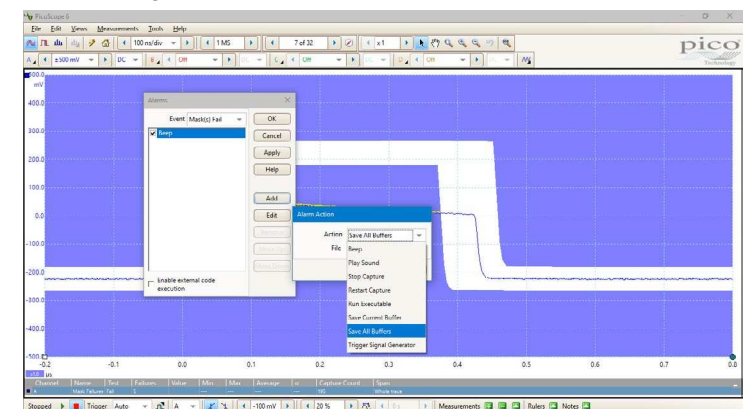 PicoScope 6
File Edit Views Measurements Tools Help
100 ns/div 1 MS 7 of 32 x1
pico
Technology
A ±500 mV DC B Off DC C Off DC D Off
500.0
mV
400.0
300.0
200.0
100.0
0.0
-100.0
-200.0
-300.0
-400.0
-500.0
Alarms
Event Mask(s) Fail OK
Beep
Cancel
Apply
Help
Add
Edit
Enable external code
execution
Alarm Action
Action Save All Buffers
File Beep
Play Sound
Stop Capture
Restart Capture
Run Executable
Save Current Buffer
Save All Buffers
Trigger Signal Generator
-0.2 -0.1 0.0 0.1 0.2 0.3 0.4 0.5 0.6 0.7 0.8
x1.0 µs
Channel Name Test Failures Value Min Max Average σ Capture Count Span
A Mask Failures Fail Whole trace
Stopped Trigger Auto A -100 mV 20 % Measurements Rulers Notes